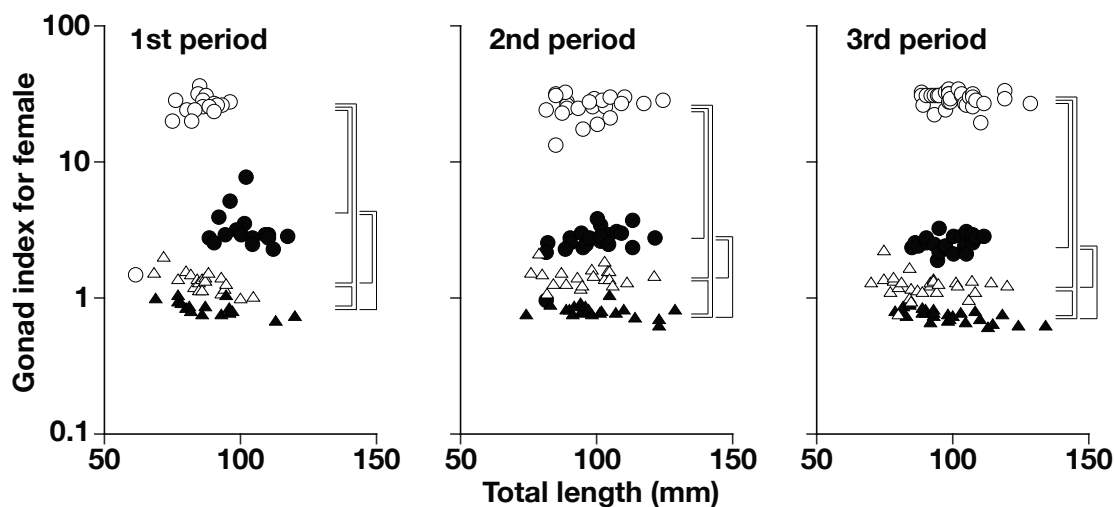 Gonad index for female
100
10
1
0.1
1st period
50
100
150
2nd period
50
100
150
3rd period
50
100
150
Total length (mm)